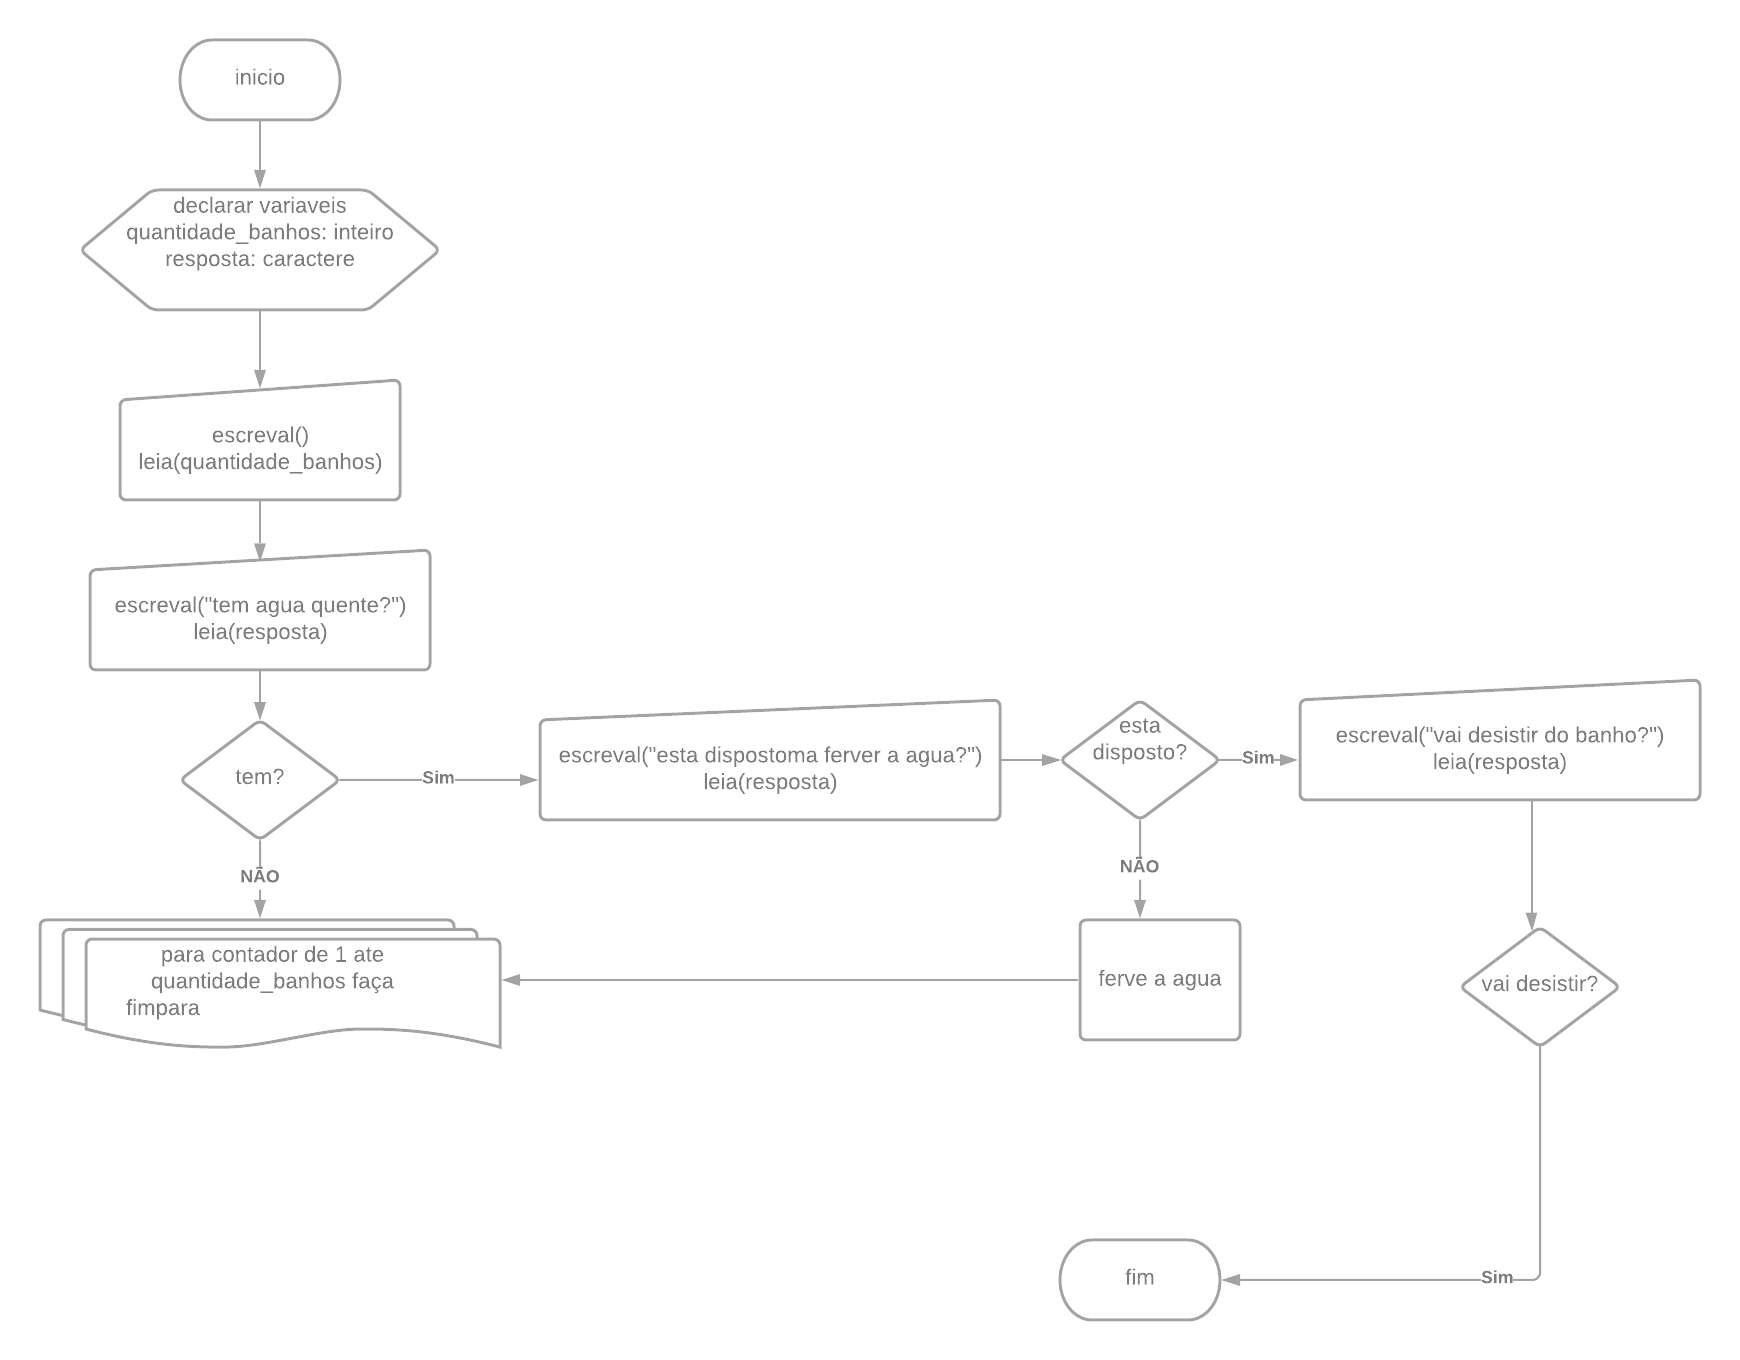 inicio
declarar variaveis
quantidade_banhos: inteiro
resposta: caractere
escreval()
leia(quantidade_banhos)
escreval("tem agua quente?")
leia(resposta)
tem?
Sim
escreval("esta dispostoma ferver a agua?")
leia(resposta)
esta
disposto?
Sim
escreval("vai desistir do banho?")
leia(resposta)
NÃO
NÃO
para contador de 1 ate
quantidade_banhos faça
fimpara
ferve a agua
vai desistir?
Sim
fim